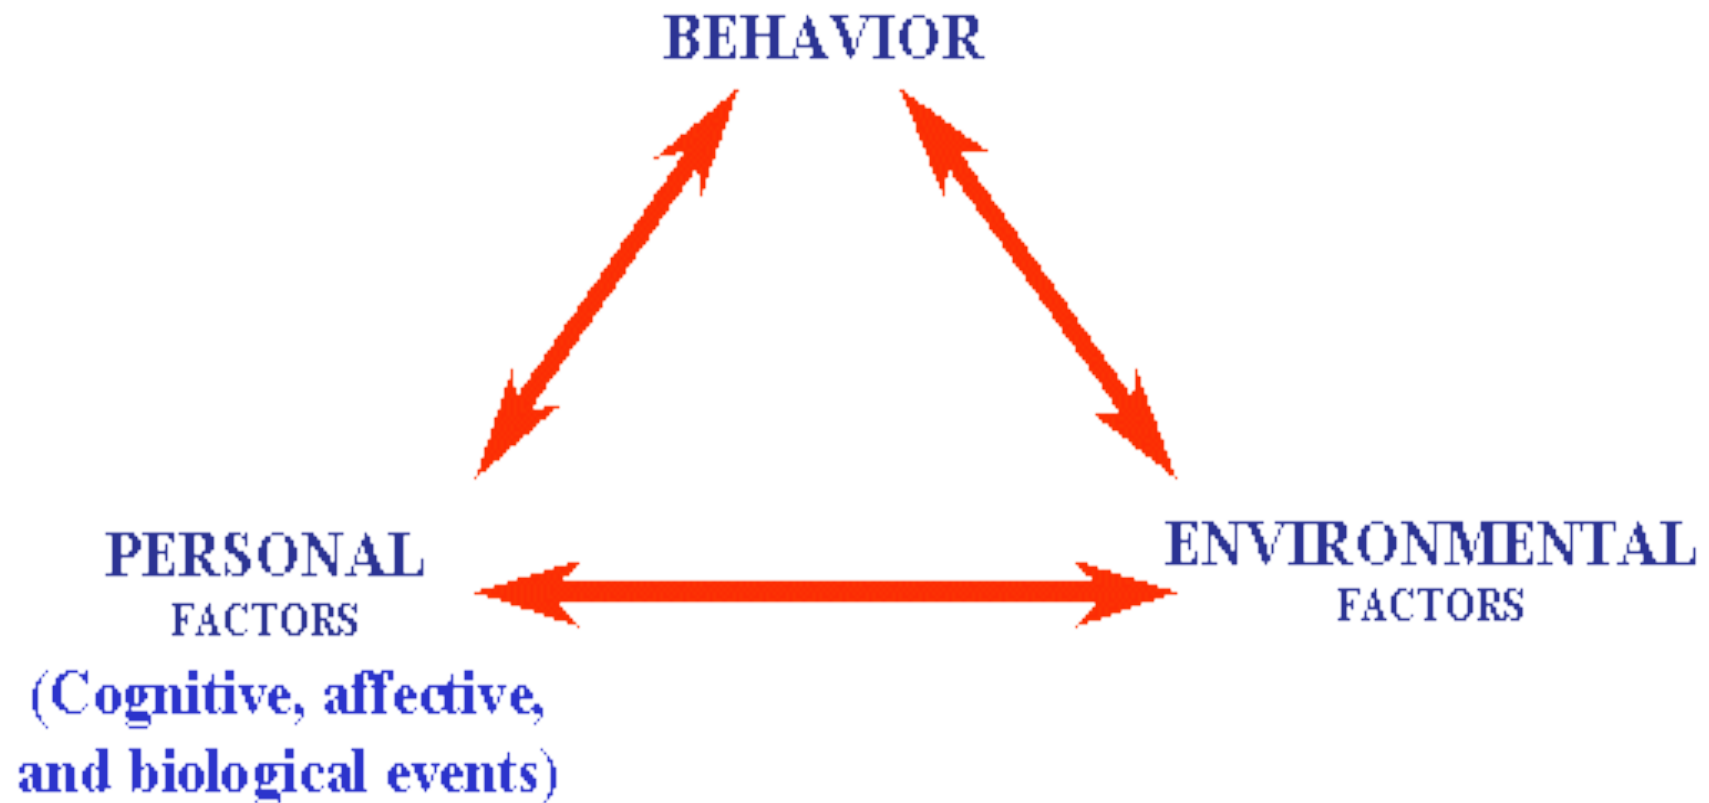 BEHAVIOR
PERSONAL
FACTORS
(Cognitive, affective,
and biological events)
ENVIRONMENTAL
FACTORS